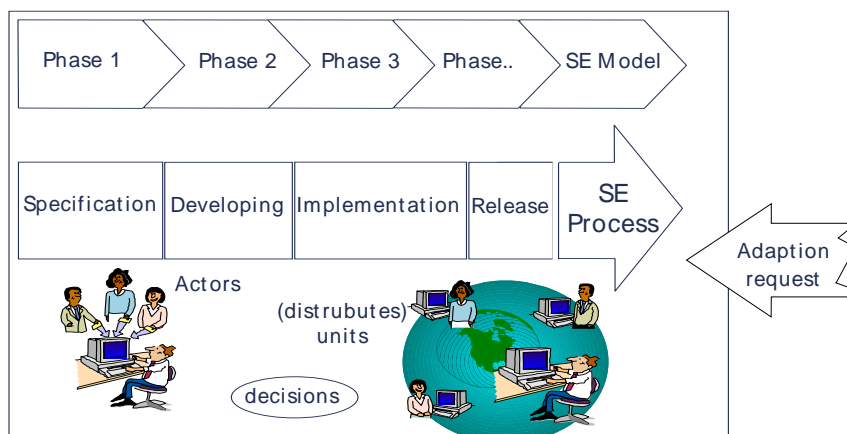 Phase 1 Phase 2 Phase 3 Phase.. SE Model
Specification Developing Implementation Release SE
Process
Adaption
request
Actors
(distrubutes)
units
decisions